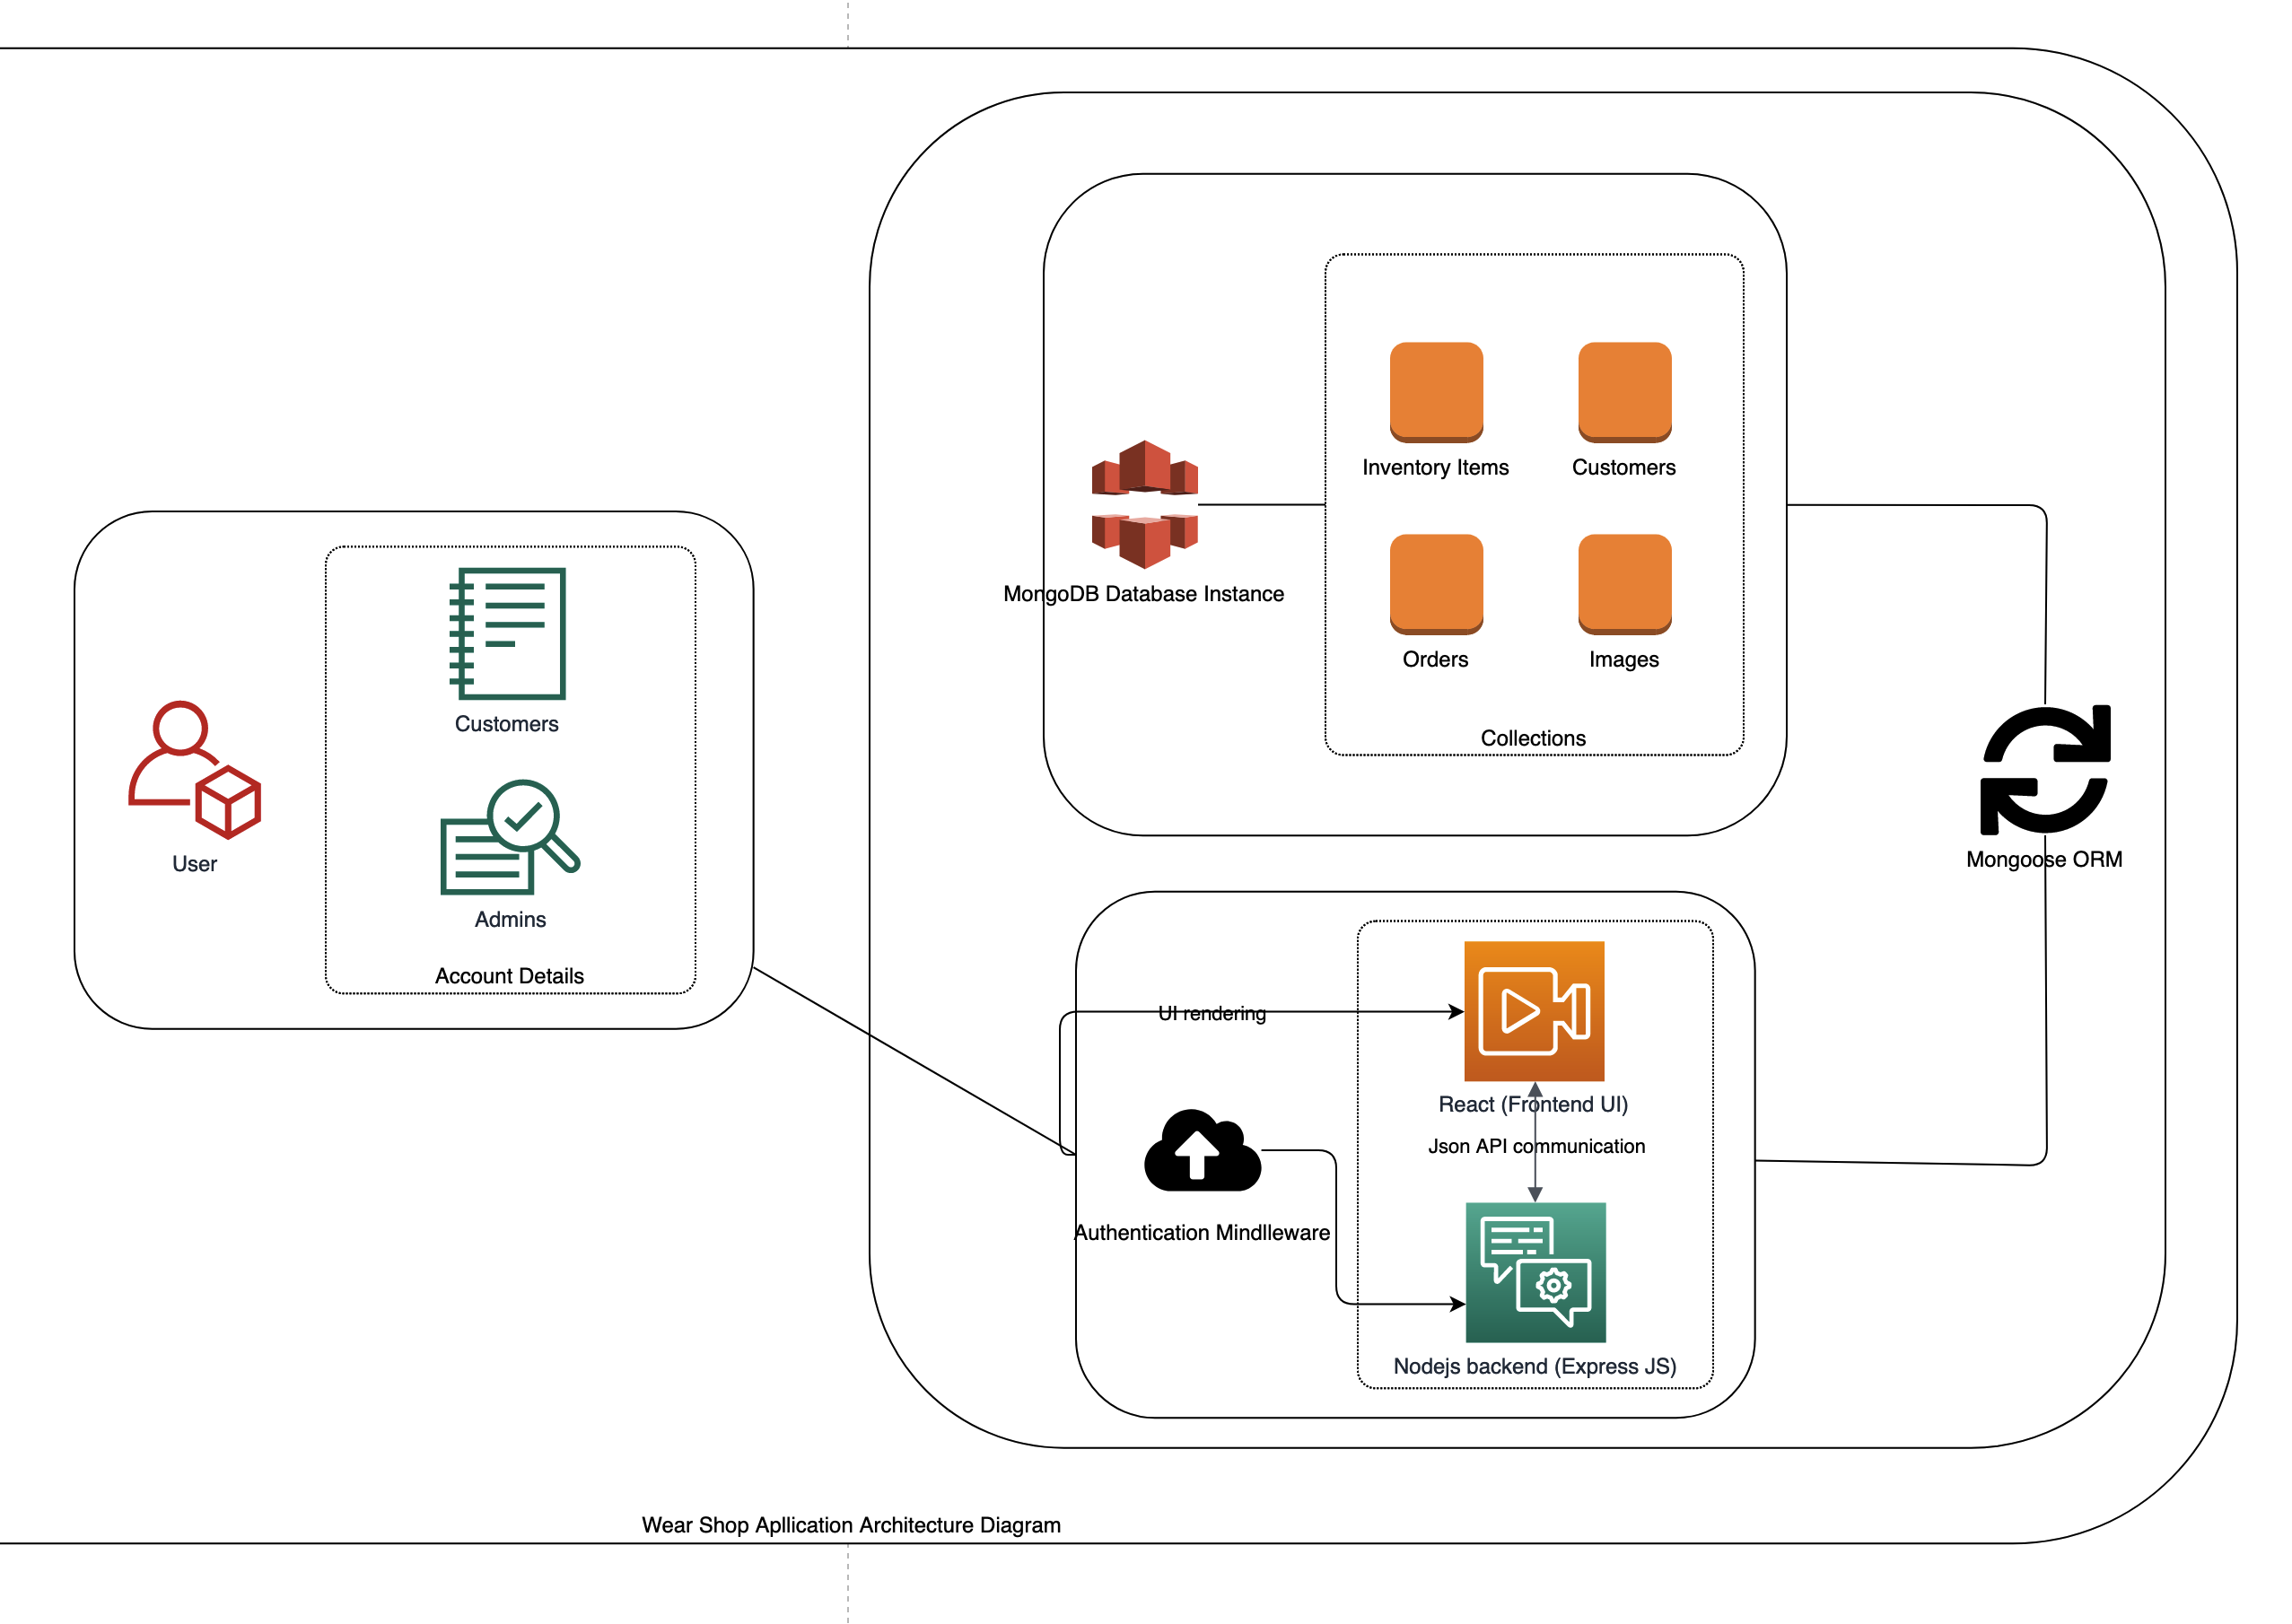 User
Customers
Admins
Account Details
MongoDB Database Instance
Inventory Items
Customers
Orders
Images
Collections
Mongoose ORM
UI rendering
React (Frontend UI)
Json API communication
Authentication Mindlleware
Nodejs backend (Express JS)
Wear Shop Apllication Architecture Diagram